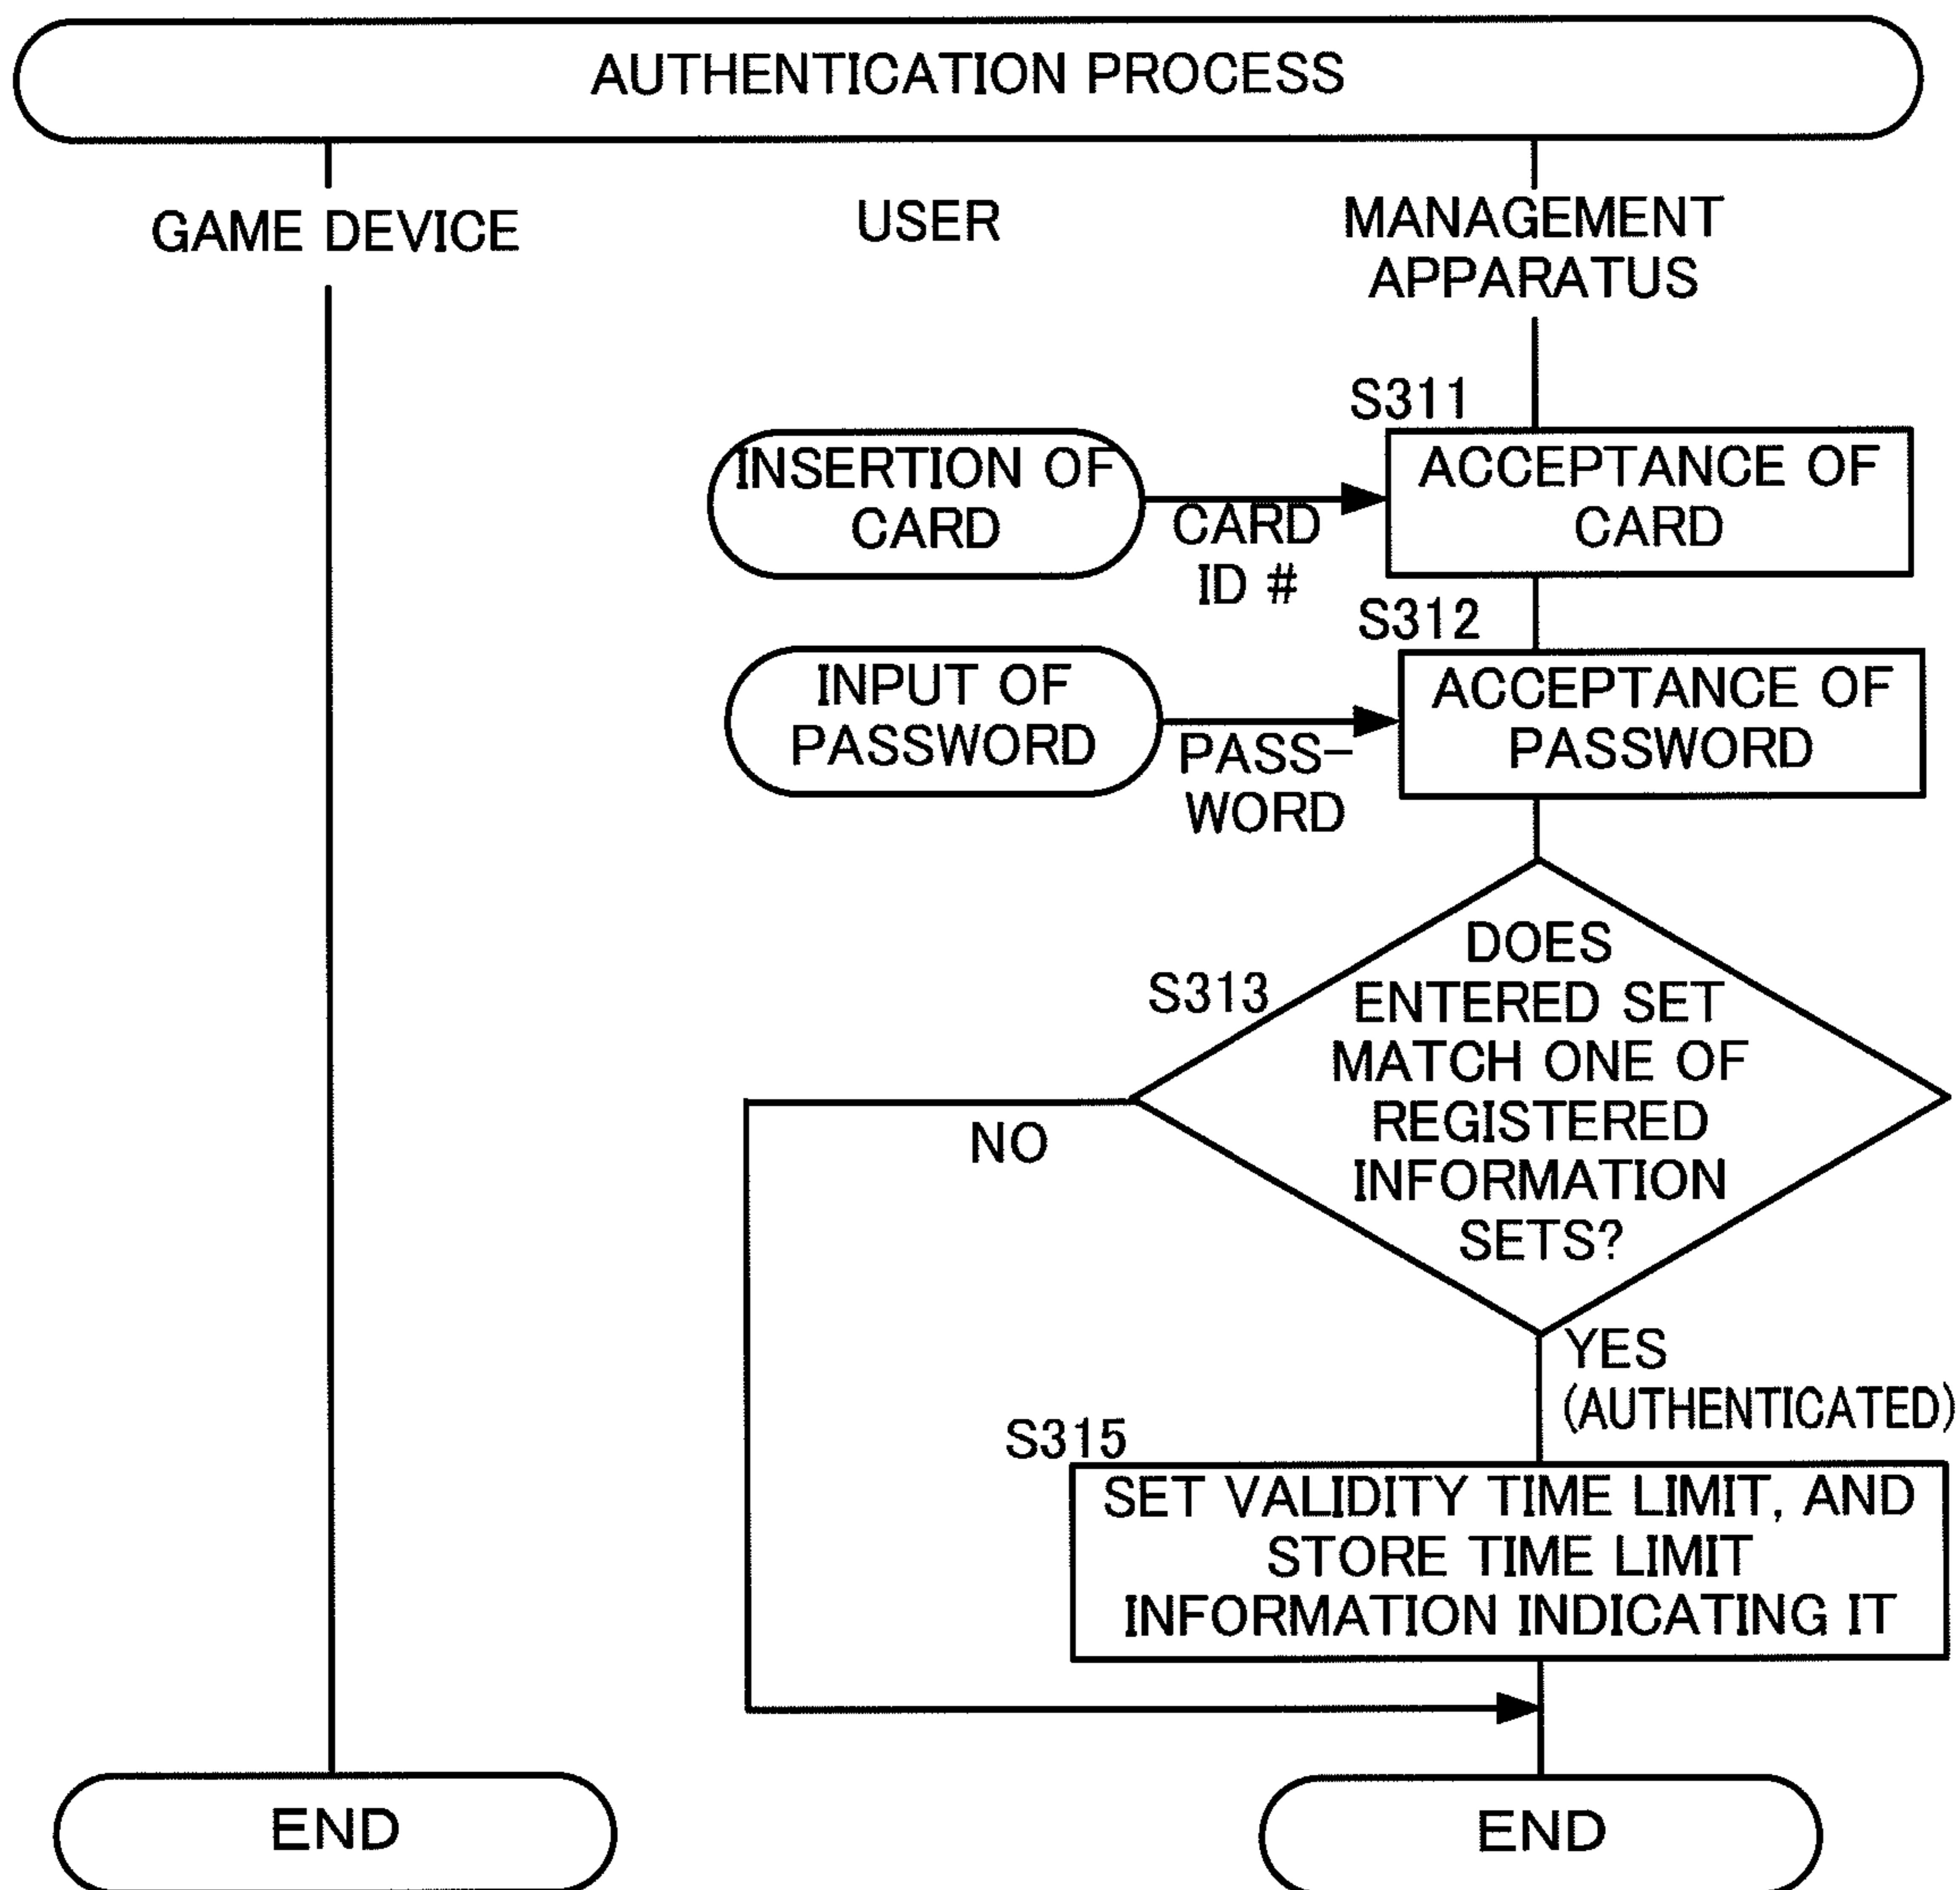 AUTHENTICATION PROCESS
GAME DEVICE
USER
MANAGEMENT
APPARATUS
S311
INSERTION OF
CARD
CARD
ID #
ACCEPTANCE OF
CARD
S312
INPUT OF
PASSWORD
PASS-
WORD
ACCEPTANCE OF
PASSWORD
S313
DOES
ENTERED SET
MATCH ONE OF
REGISTERED
INFORMATION
SETS?
NO
YES
(AUTHENTICATED)
S315
SET VALIDITY TIME LIMIT, AND
STORE TIME LIMIT
INFORMATION INDICATING IT
END
END